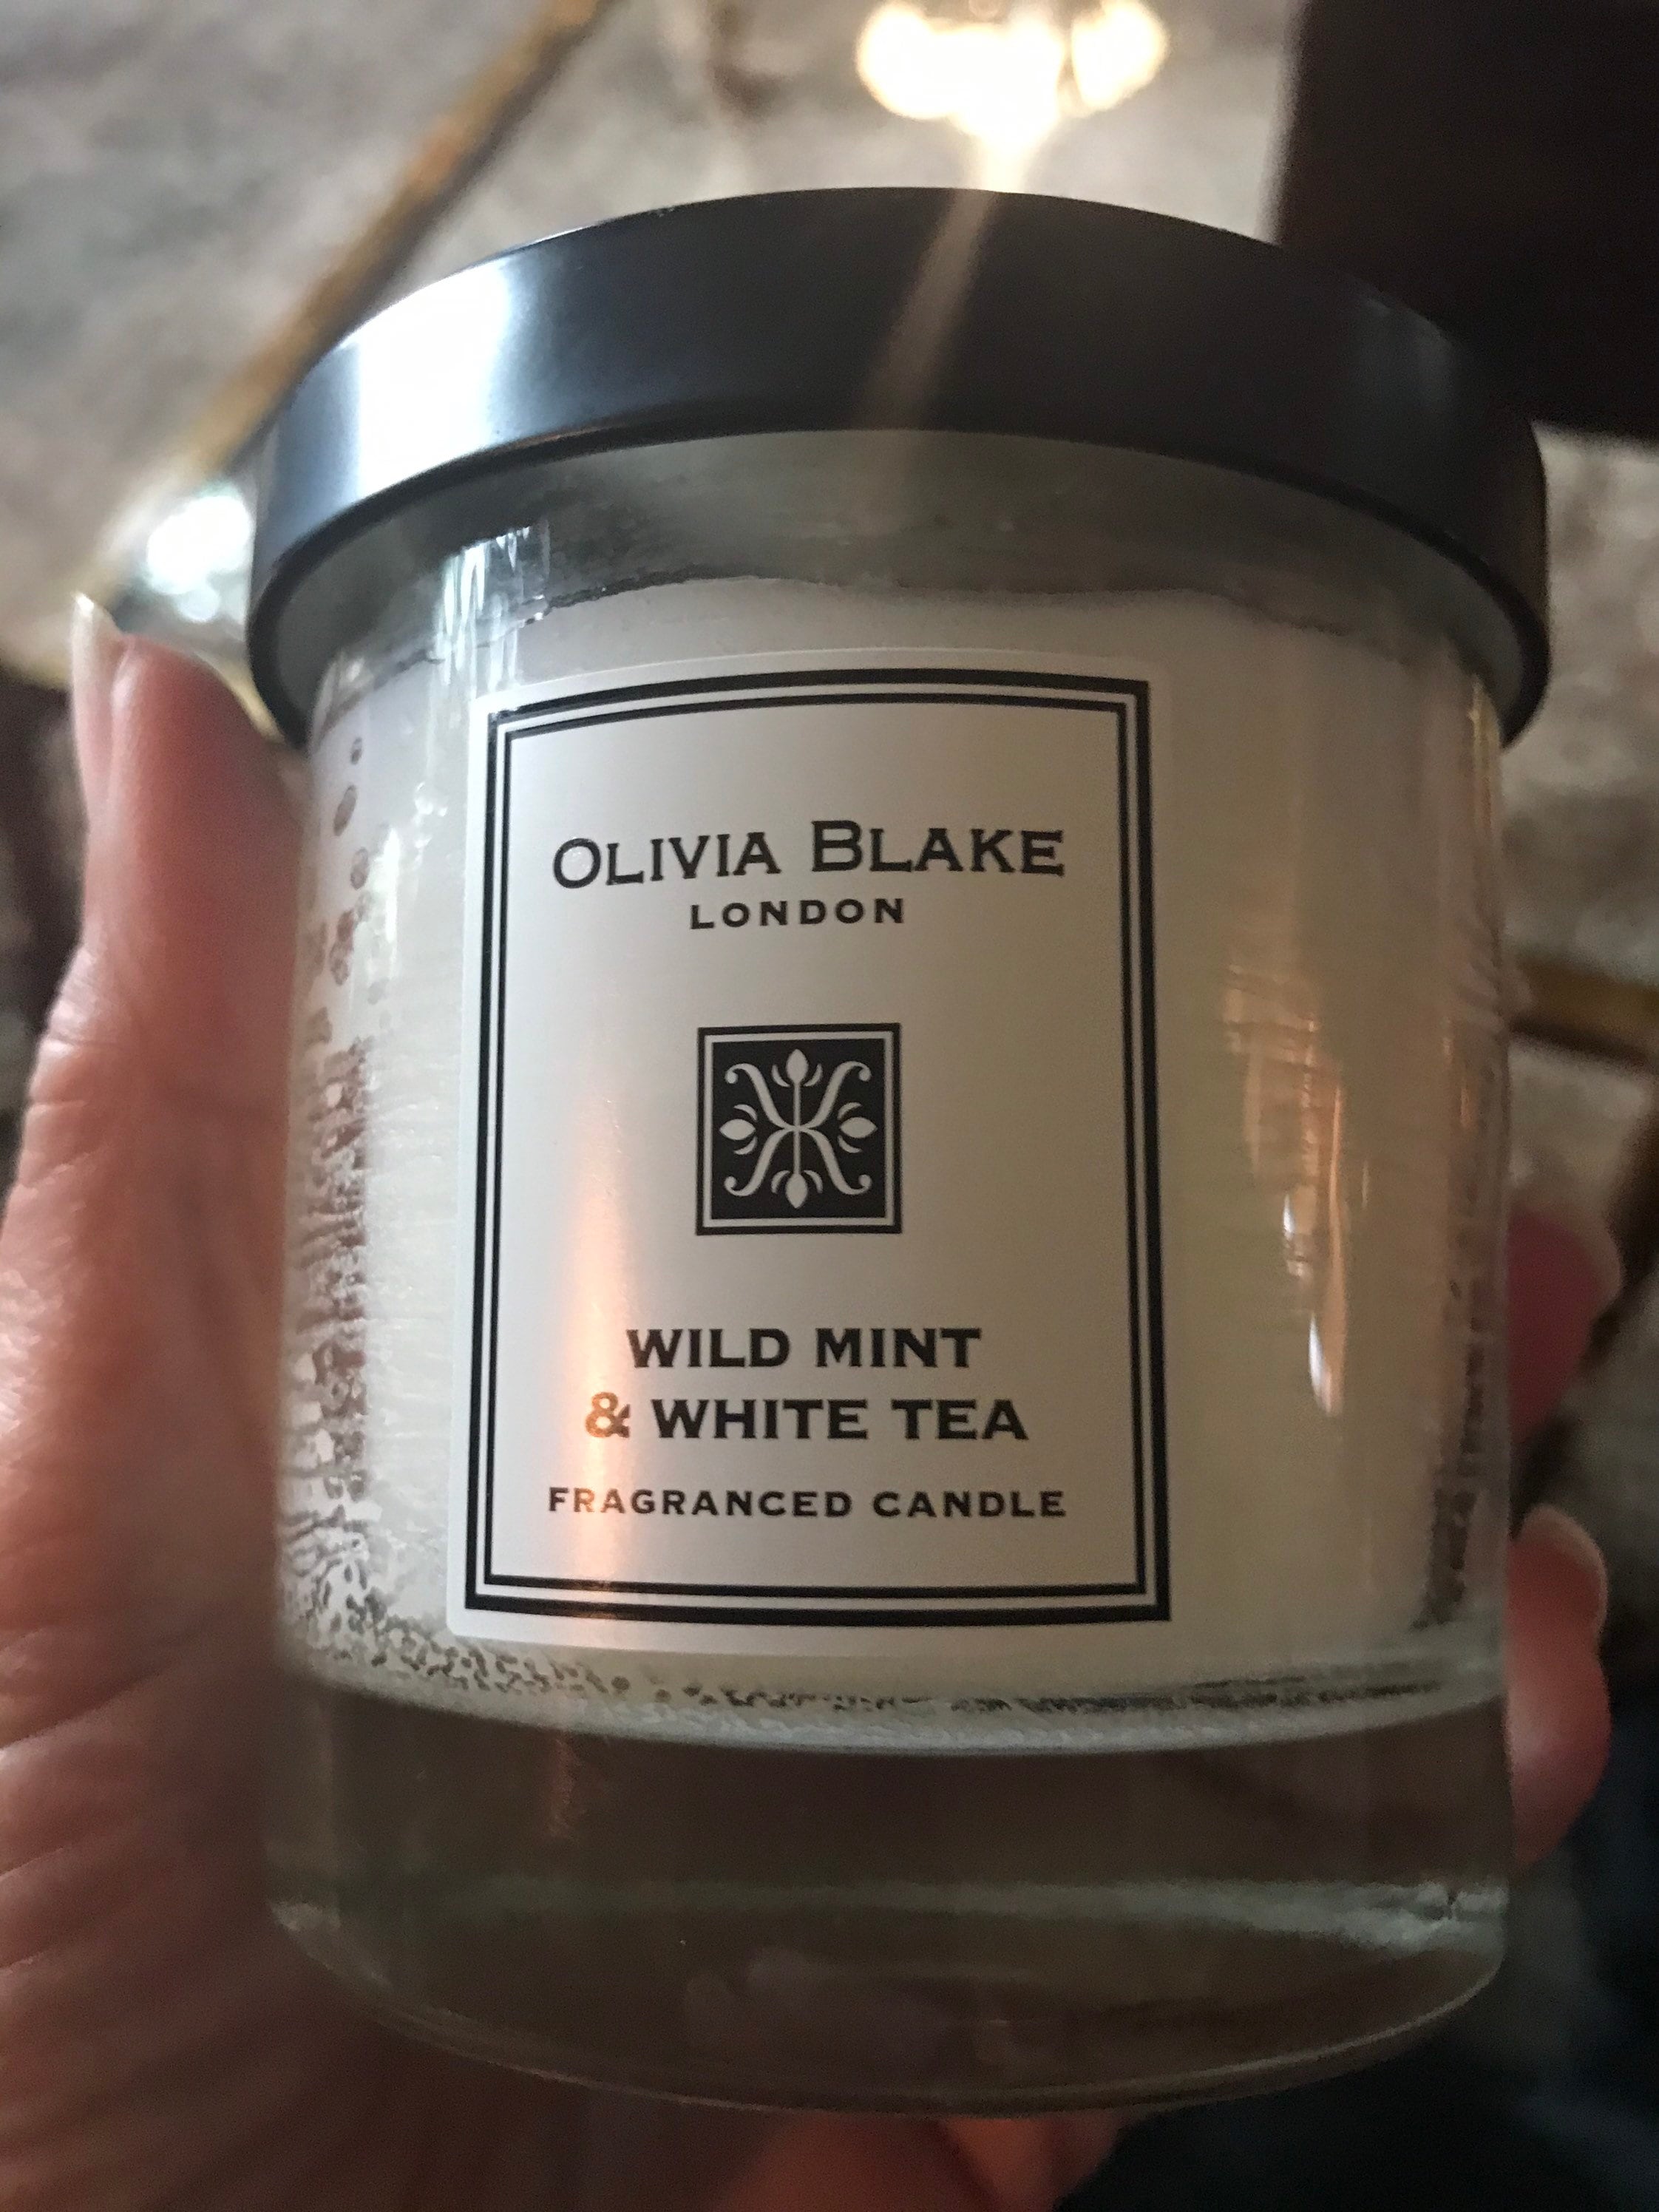 OLIVIA BLAKE
LONDON
WILD MINT
& WHITE TEA
FRAGRANCED CANDLE